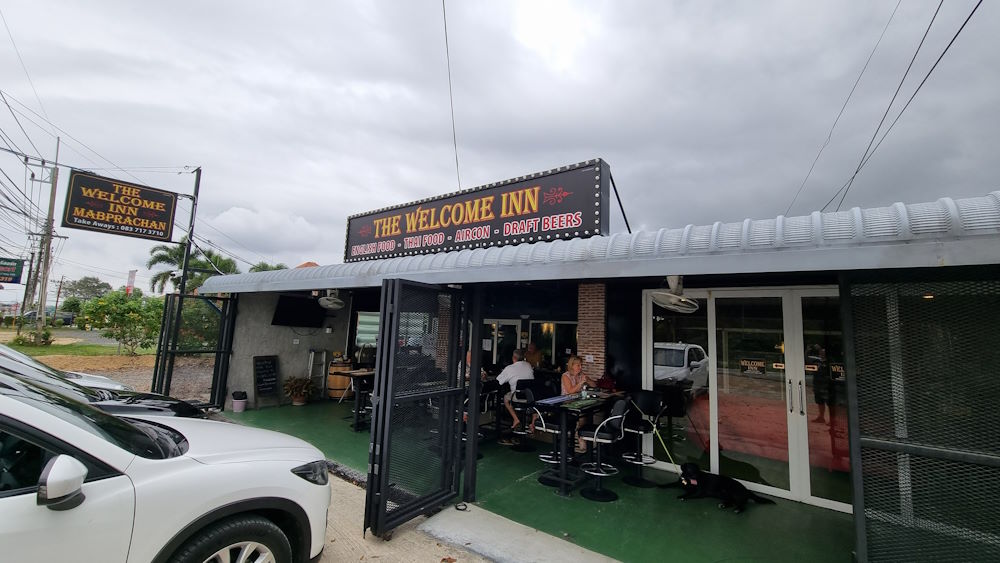 THE
WELCOME
INN
MABPRACHAN
Take Aways : 083 717 3710
THE WELCOME INN
ENGLISH FOOD - THAI FOOD - AIRCON - DRAFT BEERS
WELCOME
INN